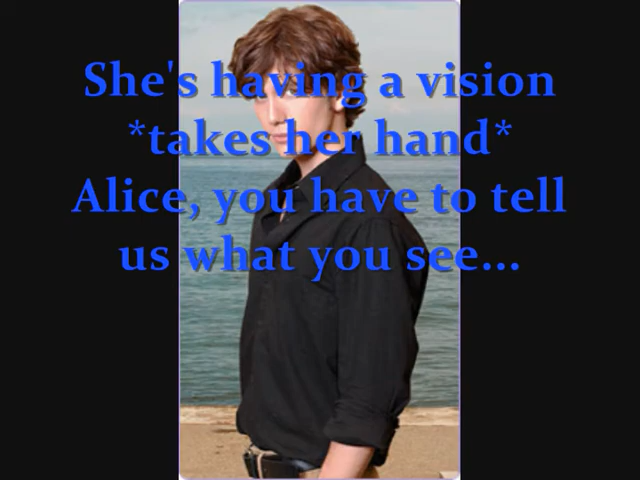 She's having a vision
*takes her hand*
Alice, you have to tell
us what you see...